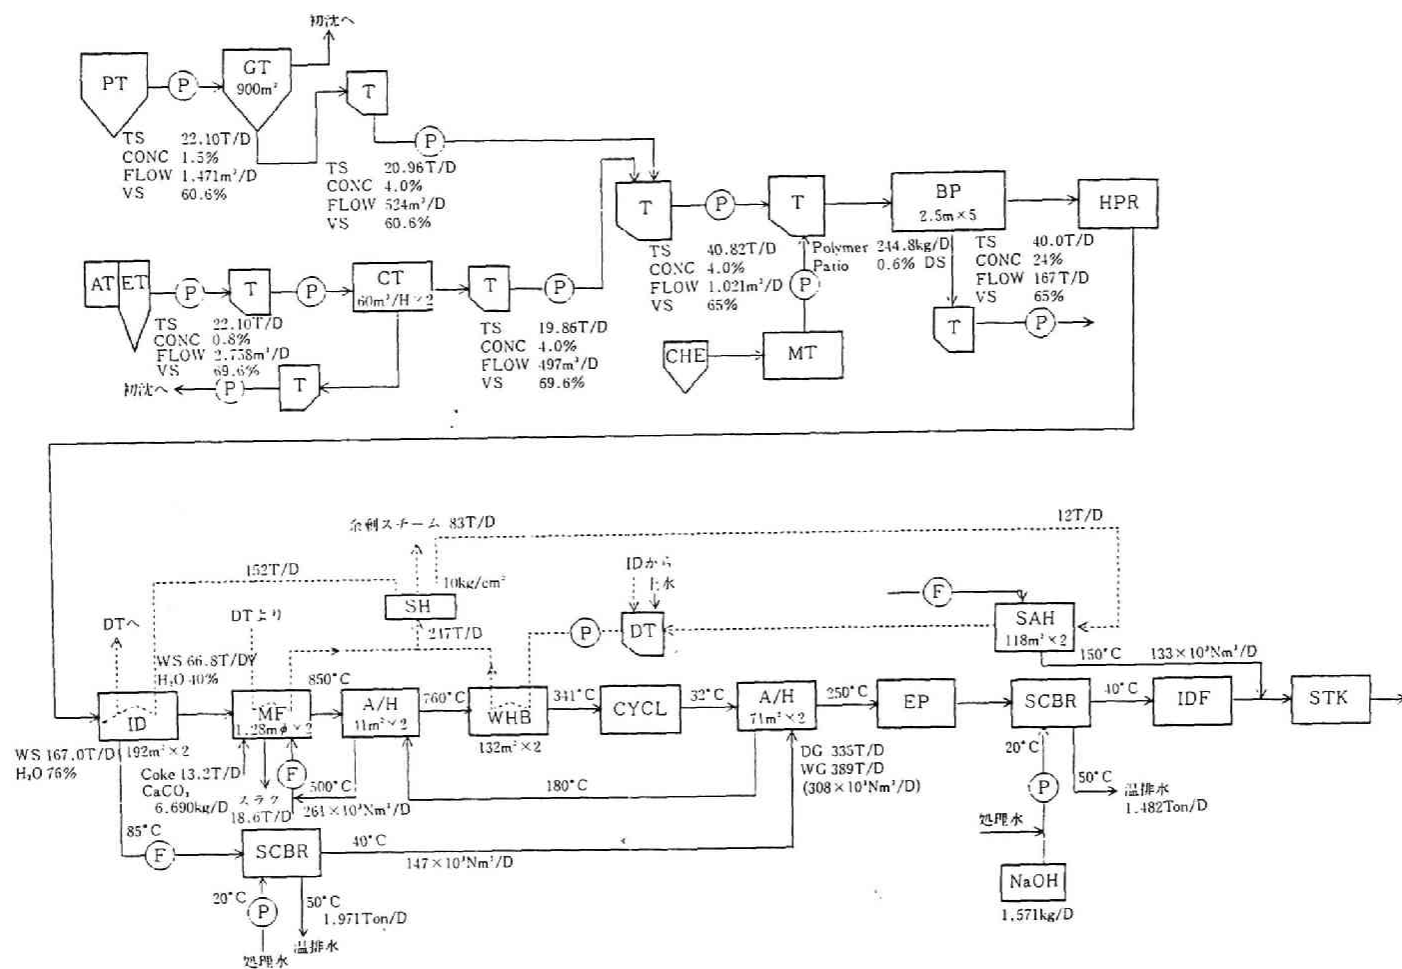 初沈へ
PT
P
GT
900m²
T
P
TS 22.10T/D
CONC 1.5%
FLOW 1.471m³/D
VS 60.6%
TS 20.96T/D
CONC 4.0%
FLOW 524m³/D
VS 60.6%
T
P
T
BP
2.5m×5
HPR
TS 40.82T/D
CONC 4.0%
FLOW 1.021m³/D
VS 65%
Polymer 244.8kg/D
Patio 0.6% DS
TS 40.0T/D
CONC 24%
FLOW 167T/D
VS 65%
P
T
P
CHE
MT
AT
ET
P
T
P
CT
60m³/H×2
T
P
TS 22.10T/D
CONC 0.8%
FLOW 2.758m³/D
VS 69.6%
TS 19.86T/D
CONC 4.0%
FLOW 497m³/D
VS 69.6%
初沈へ
P
T
余剰スチーム 83T/D
12T/D
152T/D
10kg/cm²
SH
247T/D
IDから
上水
P
DT
F
SAH
118m²×2
150°C
133×10³Nm³/D
DTへ
DTより
WS 66.8T/D
H₂O 40%
ID
192m²×2
MF
1.28mφ×2
850°C
A/H
41m²×2
760°C
WHB
132m²×2
341°C
CYCL
32°C
A/H
71m²×2
250°C
EP
SCBR
40°C
IDF
STK
WS 167.0T/D
H₂O 76%
Coke 13.2T/D
CaCO₃
6.690kg/D
スラグ
18.6T/D
F
500°C
261×10³Nm³/D
180°C
DG 335T/D
WG 389T/D
(308×10³Nm³/D)
20°C
P
50°C
温排水
1.482Ton/D
処理水
NaOH
1.571kg/D
85°C
F
SCBR
40°C
147×10³Nm³/D
20°C
P
50°C
1.971Ton/D
温排水
処理水